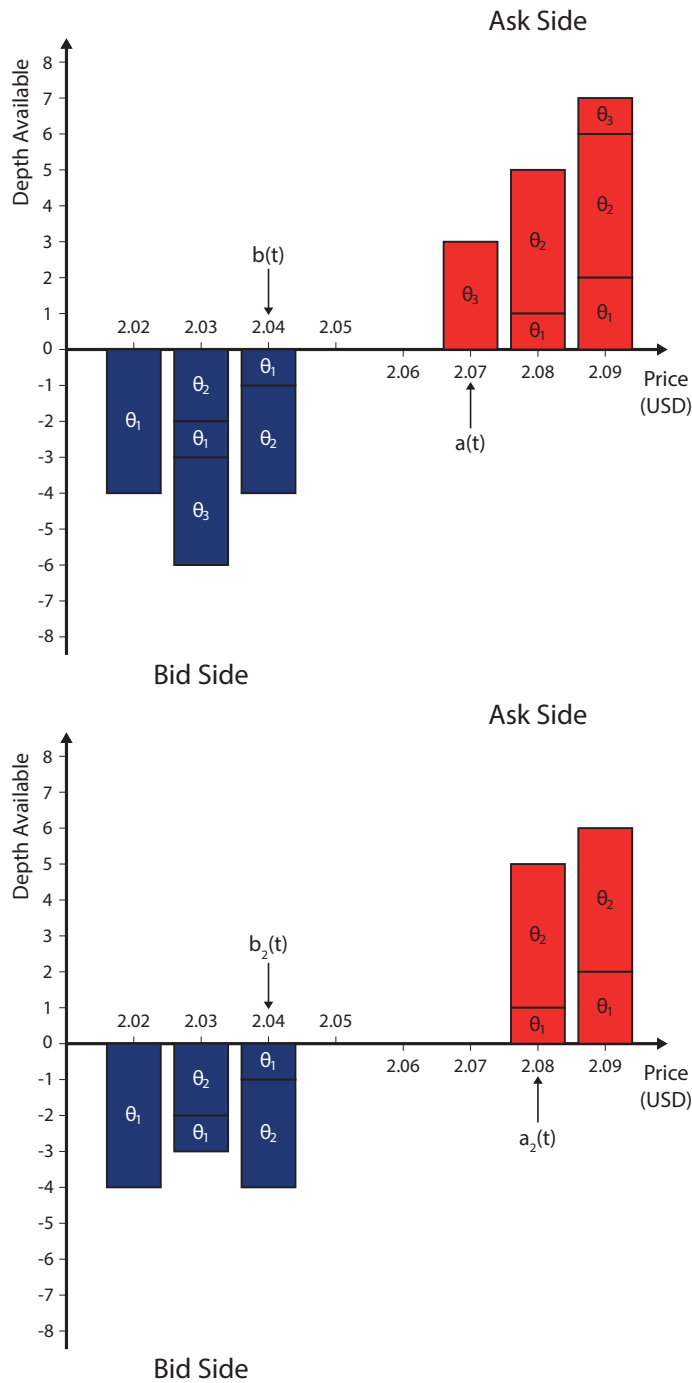 Ask Side
Depth Available
8
7
6
5
4
3
2
1
0
-1
-2
-3
-4
-5
-6
-7
-8
b(t)
2.02 2.03 2.04 2.05
2.06 2.07 2.08 2.09
Price
(USD)
a(t)
θ3
θ2
θ1
θ2
θ1
θ3
θ1
θ2
θ1
θ3
θ1
θ2
Bid Side
Ask Side
Depth Available
8
7
6
5
4
3
2
1
0
-1
-2
-3
-4
-5
-6
-7
-8
b2(t)
2.02 2.03 2.04 2.05
2.06 2.07 2.08 2.09
Price
(USD)
a2(t)
θ2
θ1
θ2
θ1
θ1
θ2
θ1
θ1
θ2
Bid Side